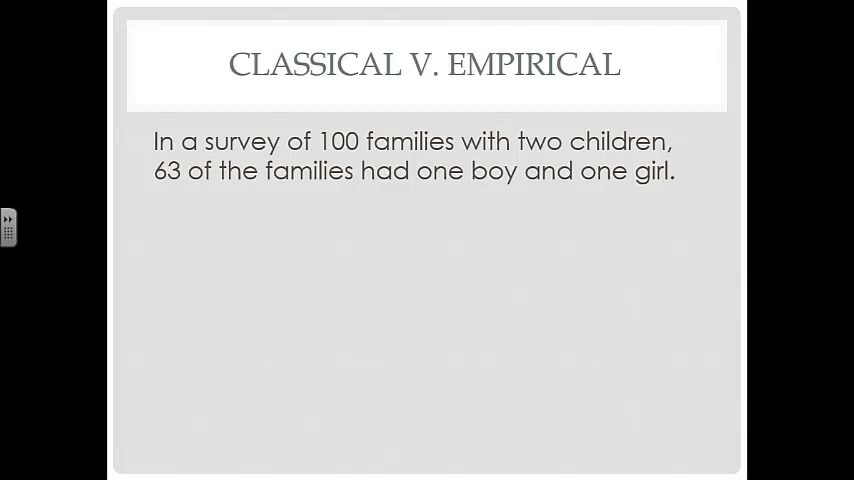 CLASSICAL V. EMPIRICAL
In a survey of 100 families with two children,
63 of the families had one boy and one girl.